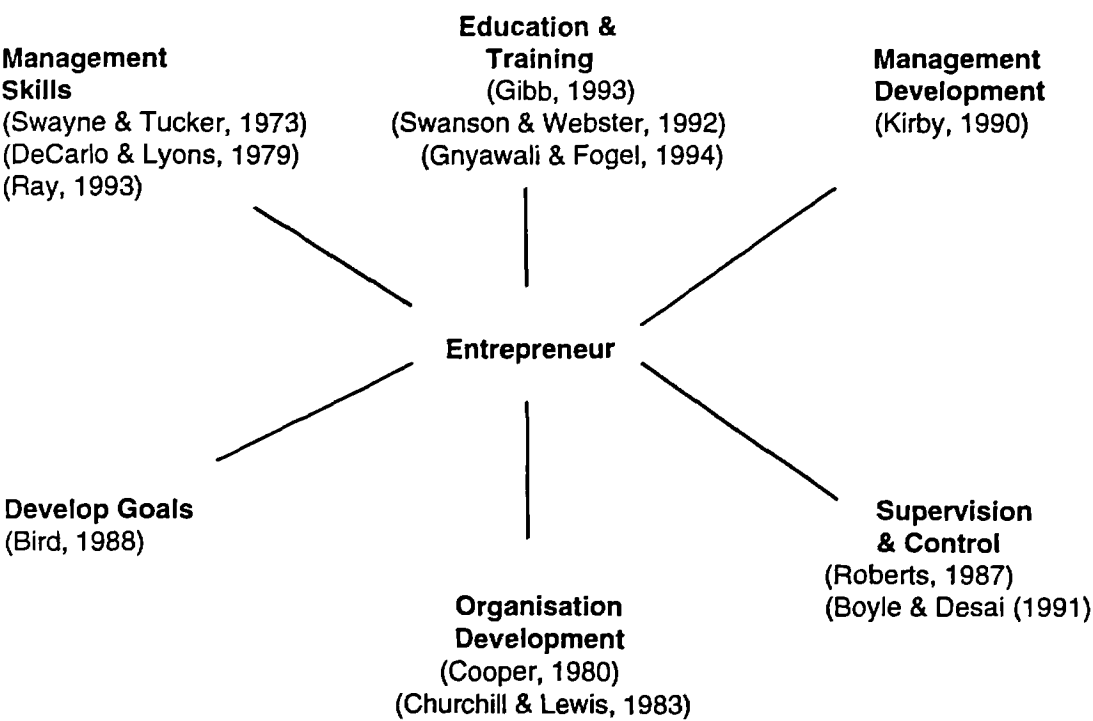 Management
Skills
(Swayne & Tucker, 1973)
(DeCarlo & Lyons, 1979)
(Ray, 1993)
Education &
Training
(Gibb, 1993)
(Swanson & Webster, 1992)
(Gnyawali & Fogel, 1994)
Management
Development
(Kirby, 1990)
Entrepreneur
Develop Goals
(Bird, 1988)
Organisation
Development
(Cooper, 1980)
(Churchill & Lewis, 1983)
Supervision
& Control
(Roberts, 1987)
(Boyle & Desai (1991)